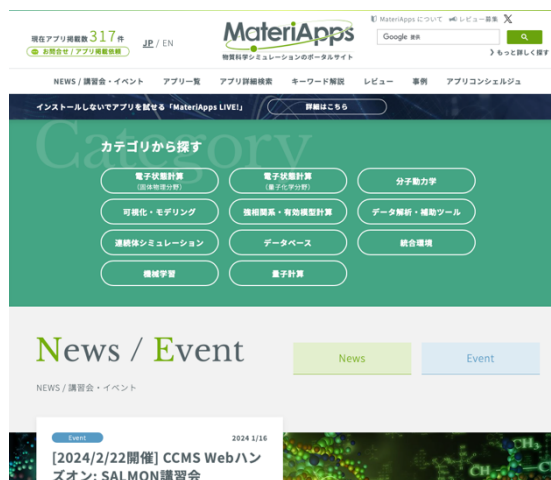 現在アプリ掲載数317件
お問合せ / アプリ掲載依頼
JP / EN
MateriApps
物質科学シミュレーションのポータルサイト
MateriApps について レビュー募集 X
Google 提供
もっと詳しく探す
NEWS / 講習会・イベント アプリ一覧 アプリ詳細検索 キーワード解説 レビュー 事例 アプリコンシェルジュ
インストールしないでアプリを試せる「MateriApps LIVE!」 詳細はこちら
Category
カテゴリから探す
電子状態計算 電子状態計算 分子動力学
(固体物理分野) (量子化学分野)
可視化・モデリング 強相関系・有効模型計算 データ解析・補助ツール
連続体シミュレーション データベース 統合環境
機械学習 量子計算
News / Event News Event
NEWS / 講習会・イベント
Event 2024 1/16
[2024/2/22開催] CCMS Webハン
ズオン: SALMON講習会
CH₃
CH